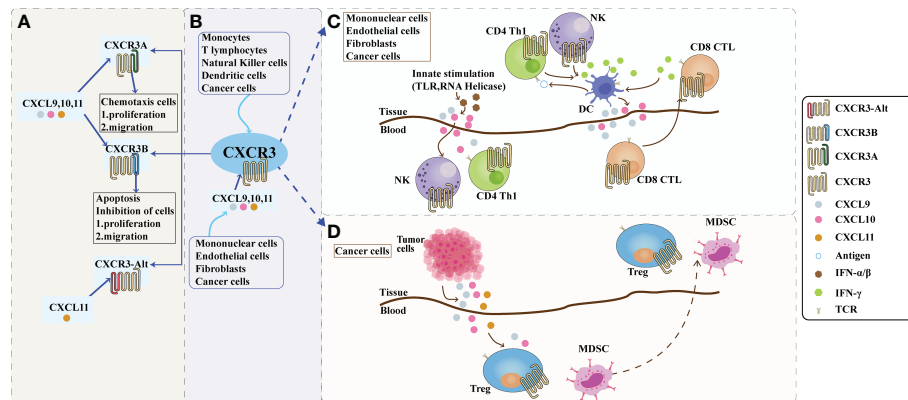 A
CXCR3A
CXCL9,10,11
Chemotaxis cells
1.proliferation
2.migration
CXCR3B
Apoptosis
Inhibition of cells
1.proliferation
2.migration
CXCR3-Alt
CXCL11
B
Monocytes
T lymphocytes
Natural Killer cells
Dendritic cells
Cancer cells
CXCR3
CXCL9,10,11
Mononuclear cells
Endothelial cells
Fibroblasts
Cancer cells
C
Mononuclear cells
Endothelial cells
Fibroblasts
Cancer cells
NK
CD4 Th1
CD8 CTL
Innate stimulation
(TLR,RNA Helicase)
DC
Tissue
Blood
NK
CD4 Th1
CD8 CTL
D
Cancer cells
Tumor
cells
Treg
MDSC
Tissue
Blood
Treg
MDSC
CXCR3-Alt
CXCR3B
CXCR3A
CXCR3
CXCL9
CXCL10
CXCL11
Antigen
IFN-α/β
IFN-γ
TCR